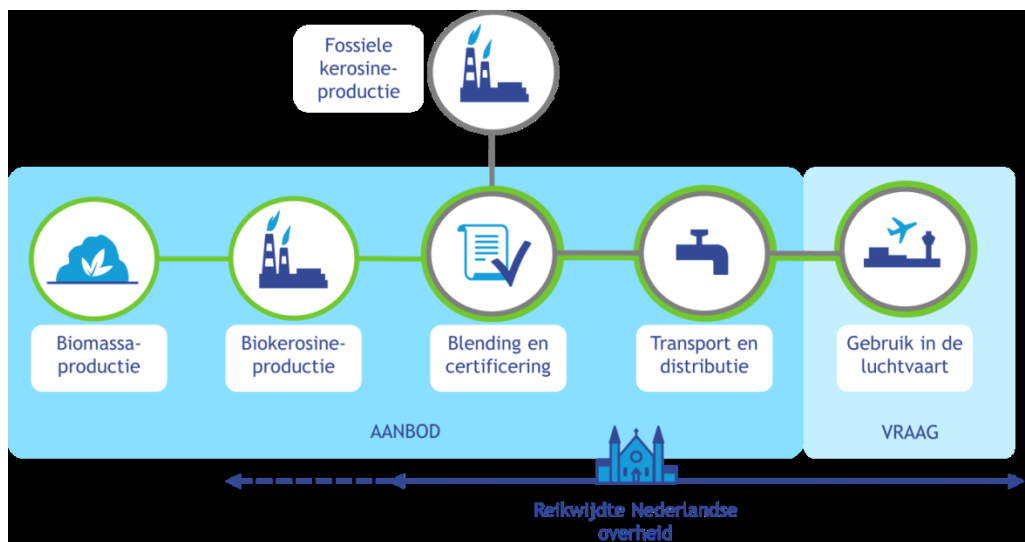 Fossiele
kerosine-
productie
Biomassa-
productie
Biokerosine-
productie
Blending en
certificering
Transport en
distributie
Gebruik in de
luchtvaart
AANBOD
VRAAG
Reikwijdte Nederlandse
overheid